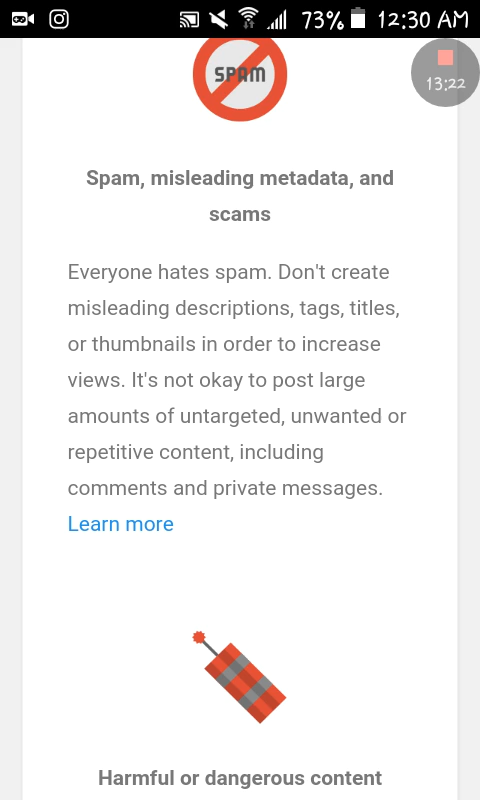 73% 12:30 AM
SPAM
13:22
Spam, misleading metadata, and
scams
Everyone hates spam. Don't create
misleading descriptions, tags, titles,
or thumbnails in order to increase
views. It's not okay to post large
amounts of untargeted, unwanted or
repetitive content, including
comments and private messages.
Learn more
Harmful or dangerous content